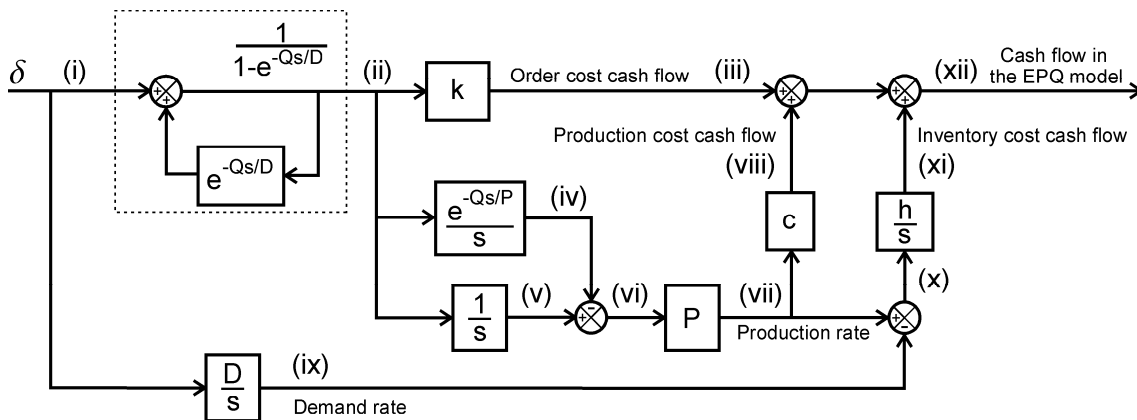 1
1-e^-Qs/D
δ
(i)
(ii)
+
+
k
Order cost cash flow
(iii)
+
+
+
+
(xii)
Cash flow in
the EPQ model
e^-Qs/D
Production cost cash flow
(viii)
Inventory cost cash flow
(xi)
e^-Qs/P
s
(iv)
c
h
s
1
s
(v)
-
+
(vi)
P
(vii)
Production rate
+
-
(x)
D
s
(ix)
Demand rate